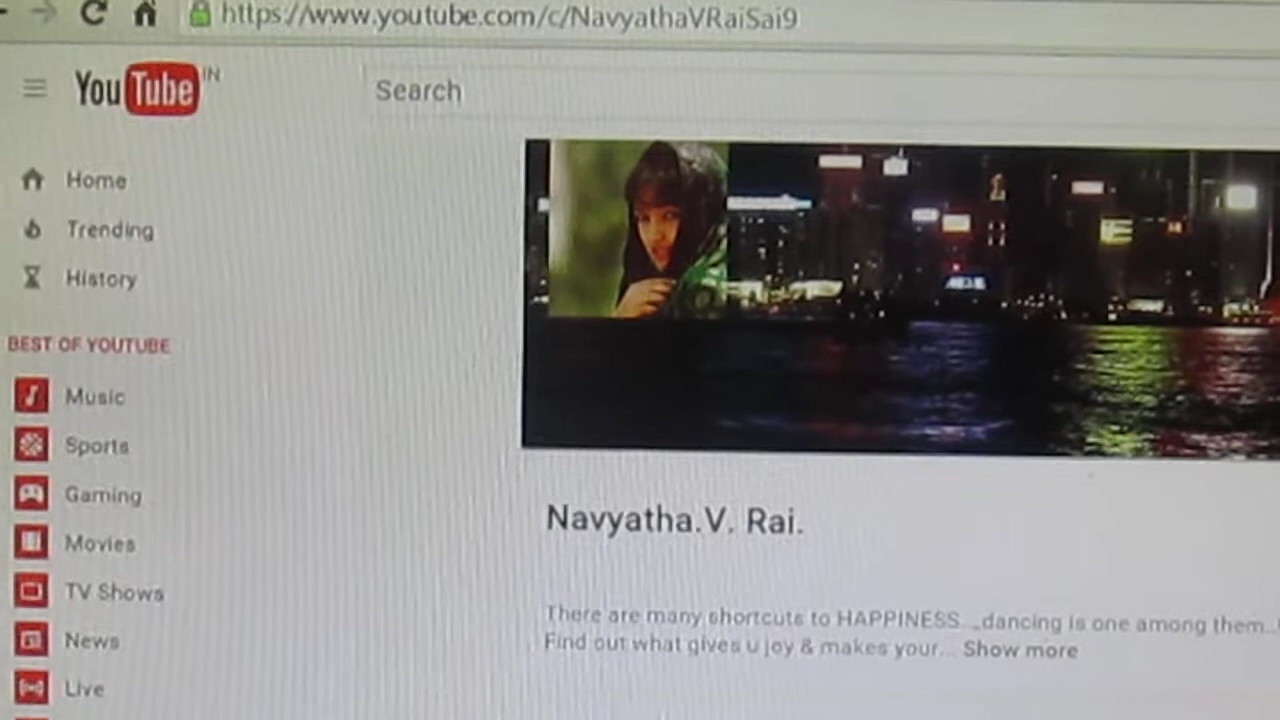 https://www.youtube.com/c/NavyathaVRaiSai9
YouTube IN
Search
Home
Trending
History
BEST OF YOUTUBE
Music
Sports
Gaming
Movies
TV Shows
News
Live
Navyatha.V. Rai.
There are many shortcuts to HAPPINESS.._dancing is one among them..
Find out what gives u joy & makes your... Show more